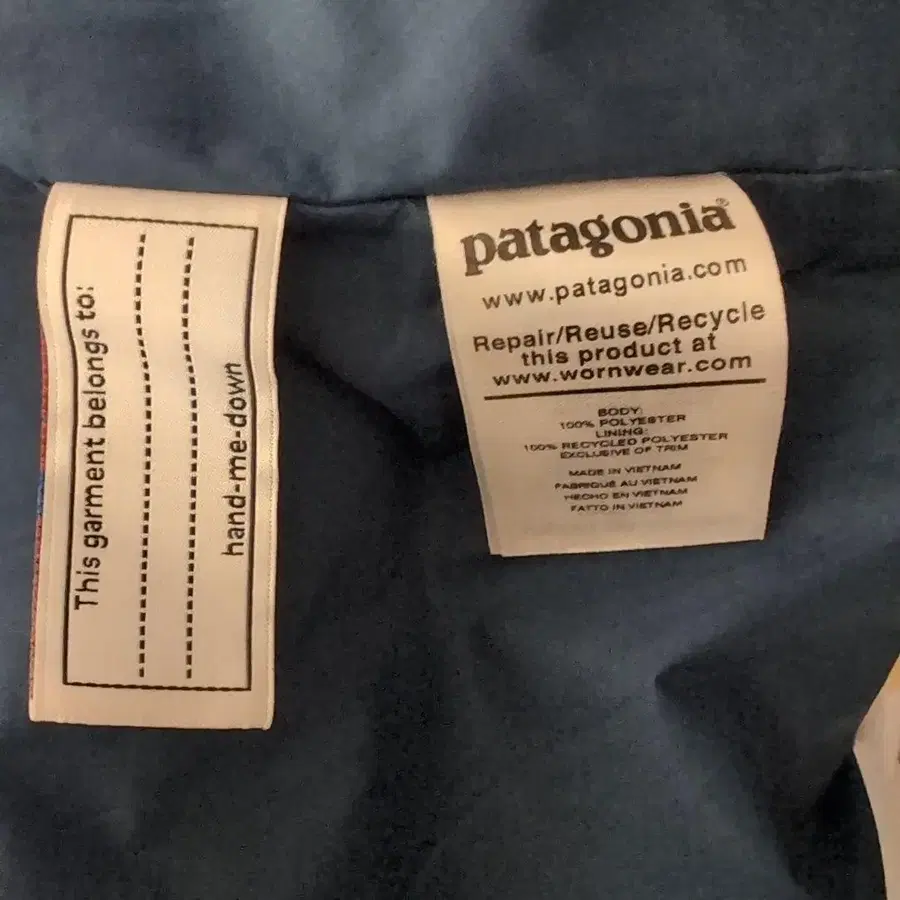 This garment belongs to:
hand-me-down
patagonia®
www.patagonia.com
Repair/Reuse/Recycle
this product at
www.wornwear.com
BODY:
100% POLYESTER
LINING:
100% RECYCLED POLYESTER
EXCLUSIVE OF TRIM
MADE IN VIETNAM
FABRIQUÉ AU VIETNAM
HECHO EN VIETNAM
FATTO IN VIETNAM